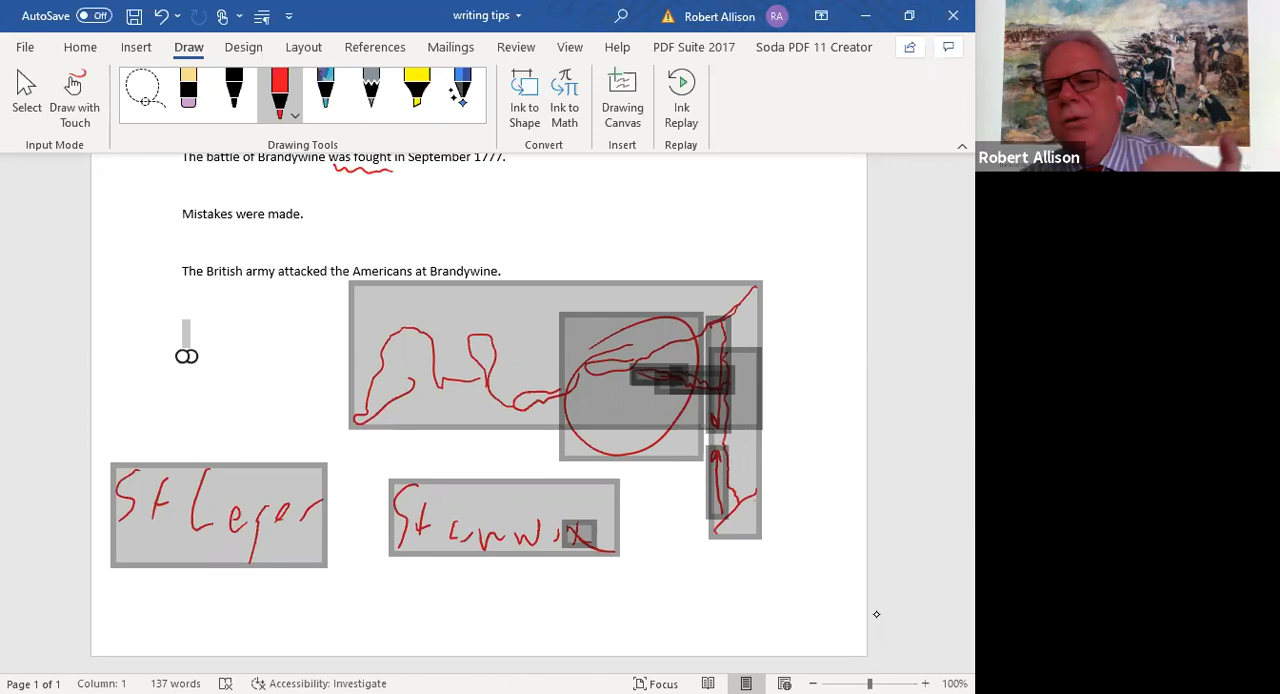 AutoSave Off writing tips Robert Allison RA
File Home Insert Draw Design Layout References Mailings Review View Help PDF Suite 2017 Soda PDF 11 Creator
Select Draw with Touch Ink to Shape Ink to Math Drawing Canvas Ink Replay
Input Mode Drawing Tools Convert Insert Replay
Robert Allison
The battle of Brandywine was fought in September 1777.
Mistakes were made.
The British army attacked the Americans at Brandywine.
St Leger
St
Page 1 of 1 Column: 1 137 words Accessibility: Investigate Focus 100%